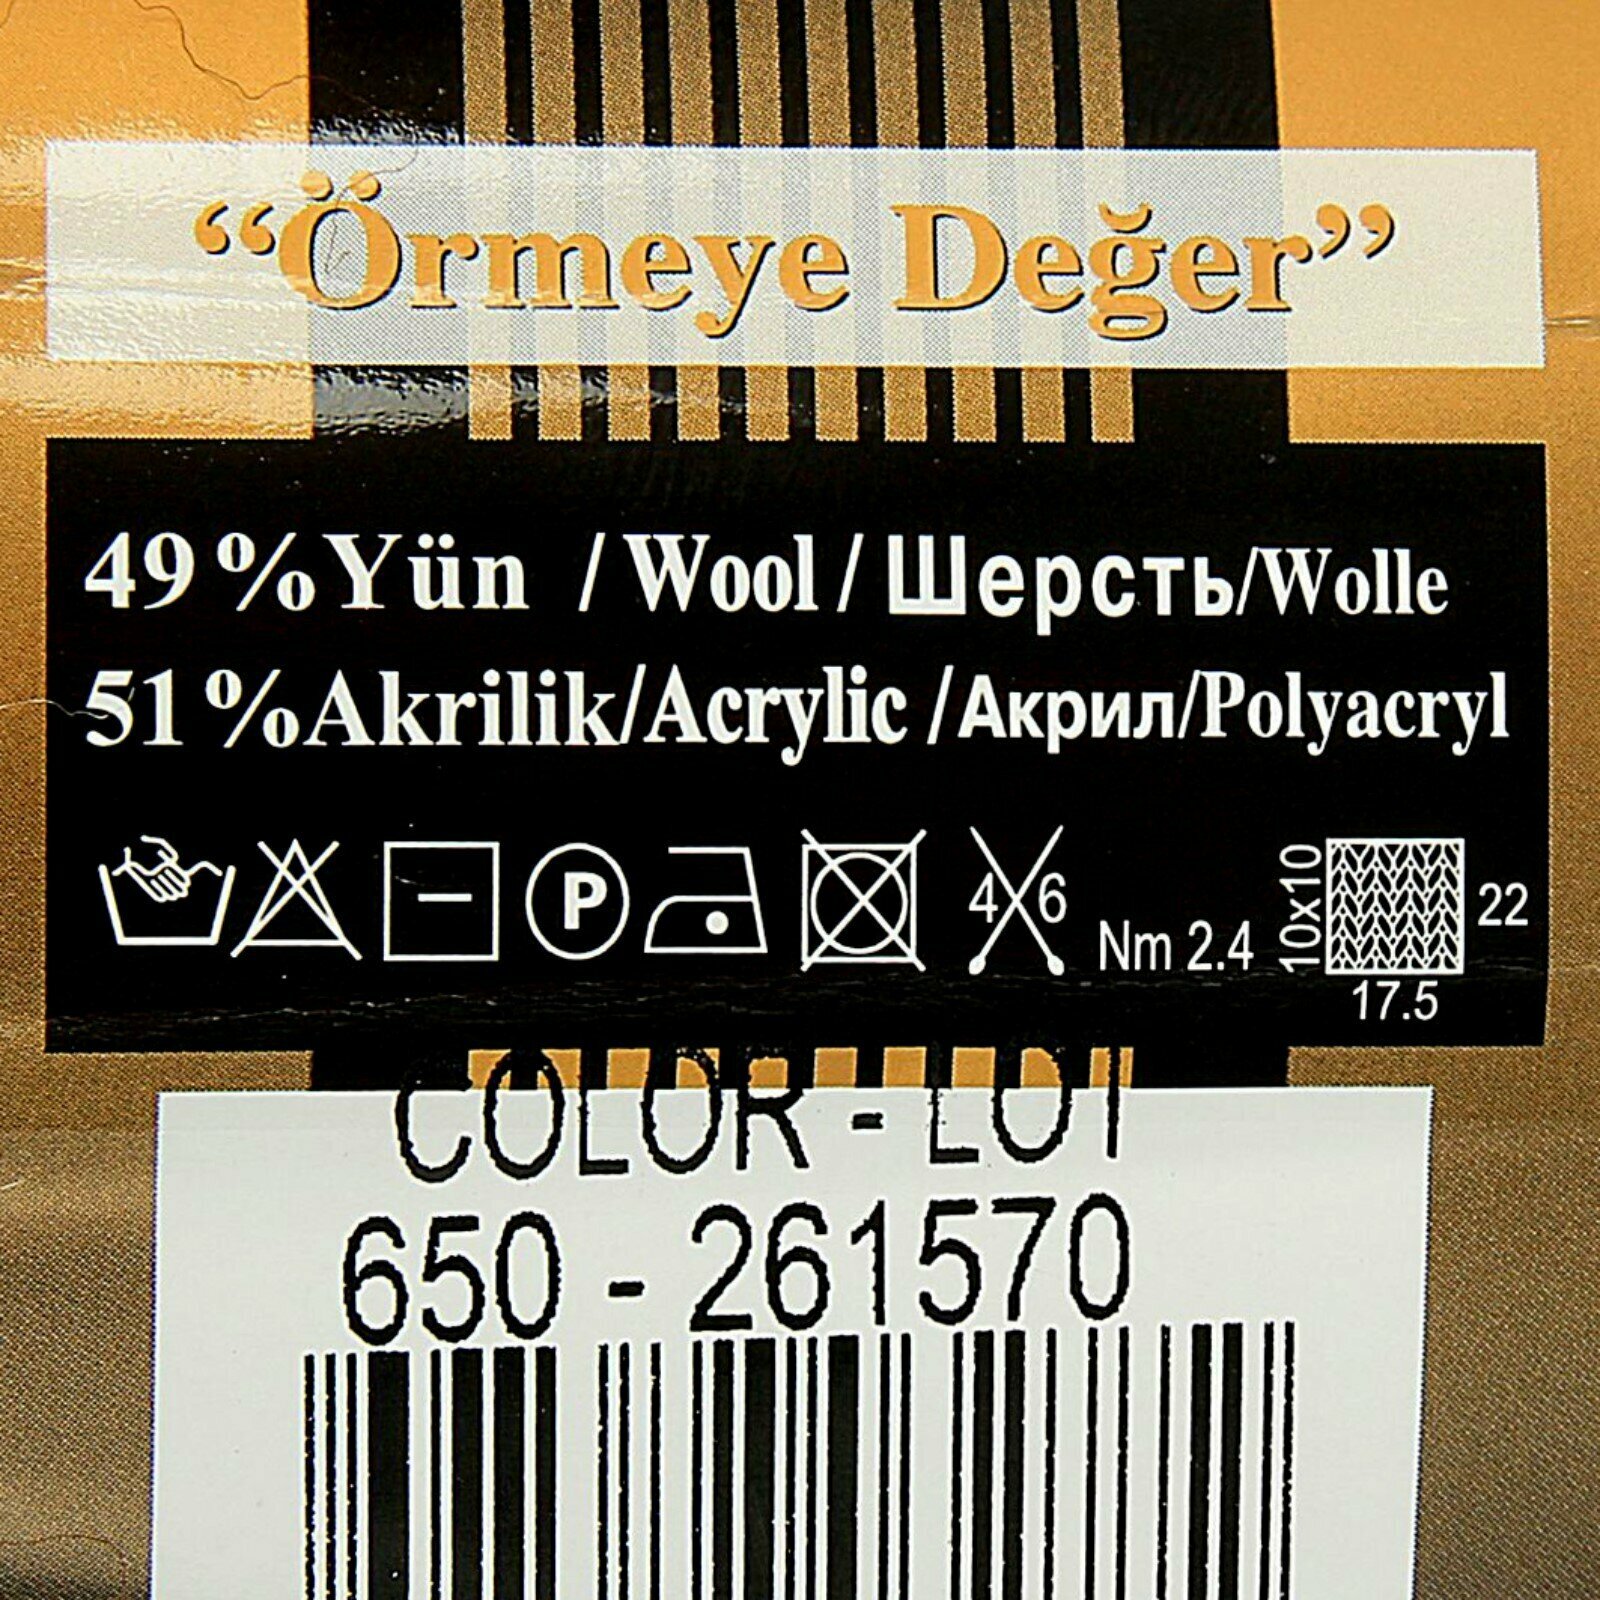 “Örmeye Değer”
49 % Yün / Wool / Шерсть/Wolle
51 % Akrilik/Acrylic /Акрил/Polyacryl
P
4 6
Nm 2.4
10x10
22
17.5
COLOR - LOT
650 - 261570